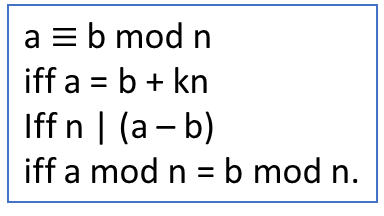 a ≡ b mod n
iff a = b + kn
Iff n | (a – b)
iff a mod n = b mod n.